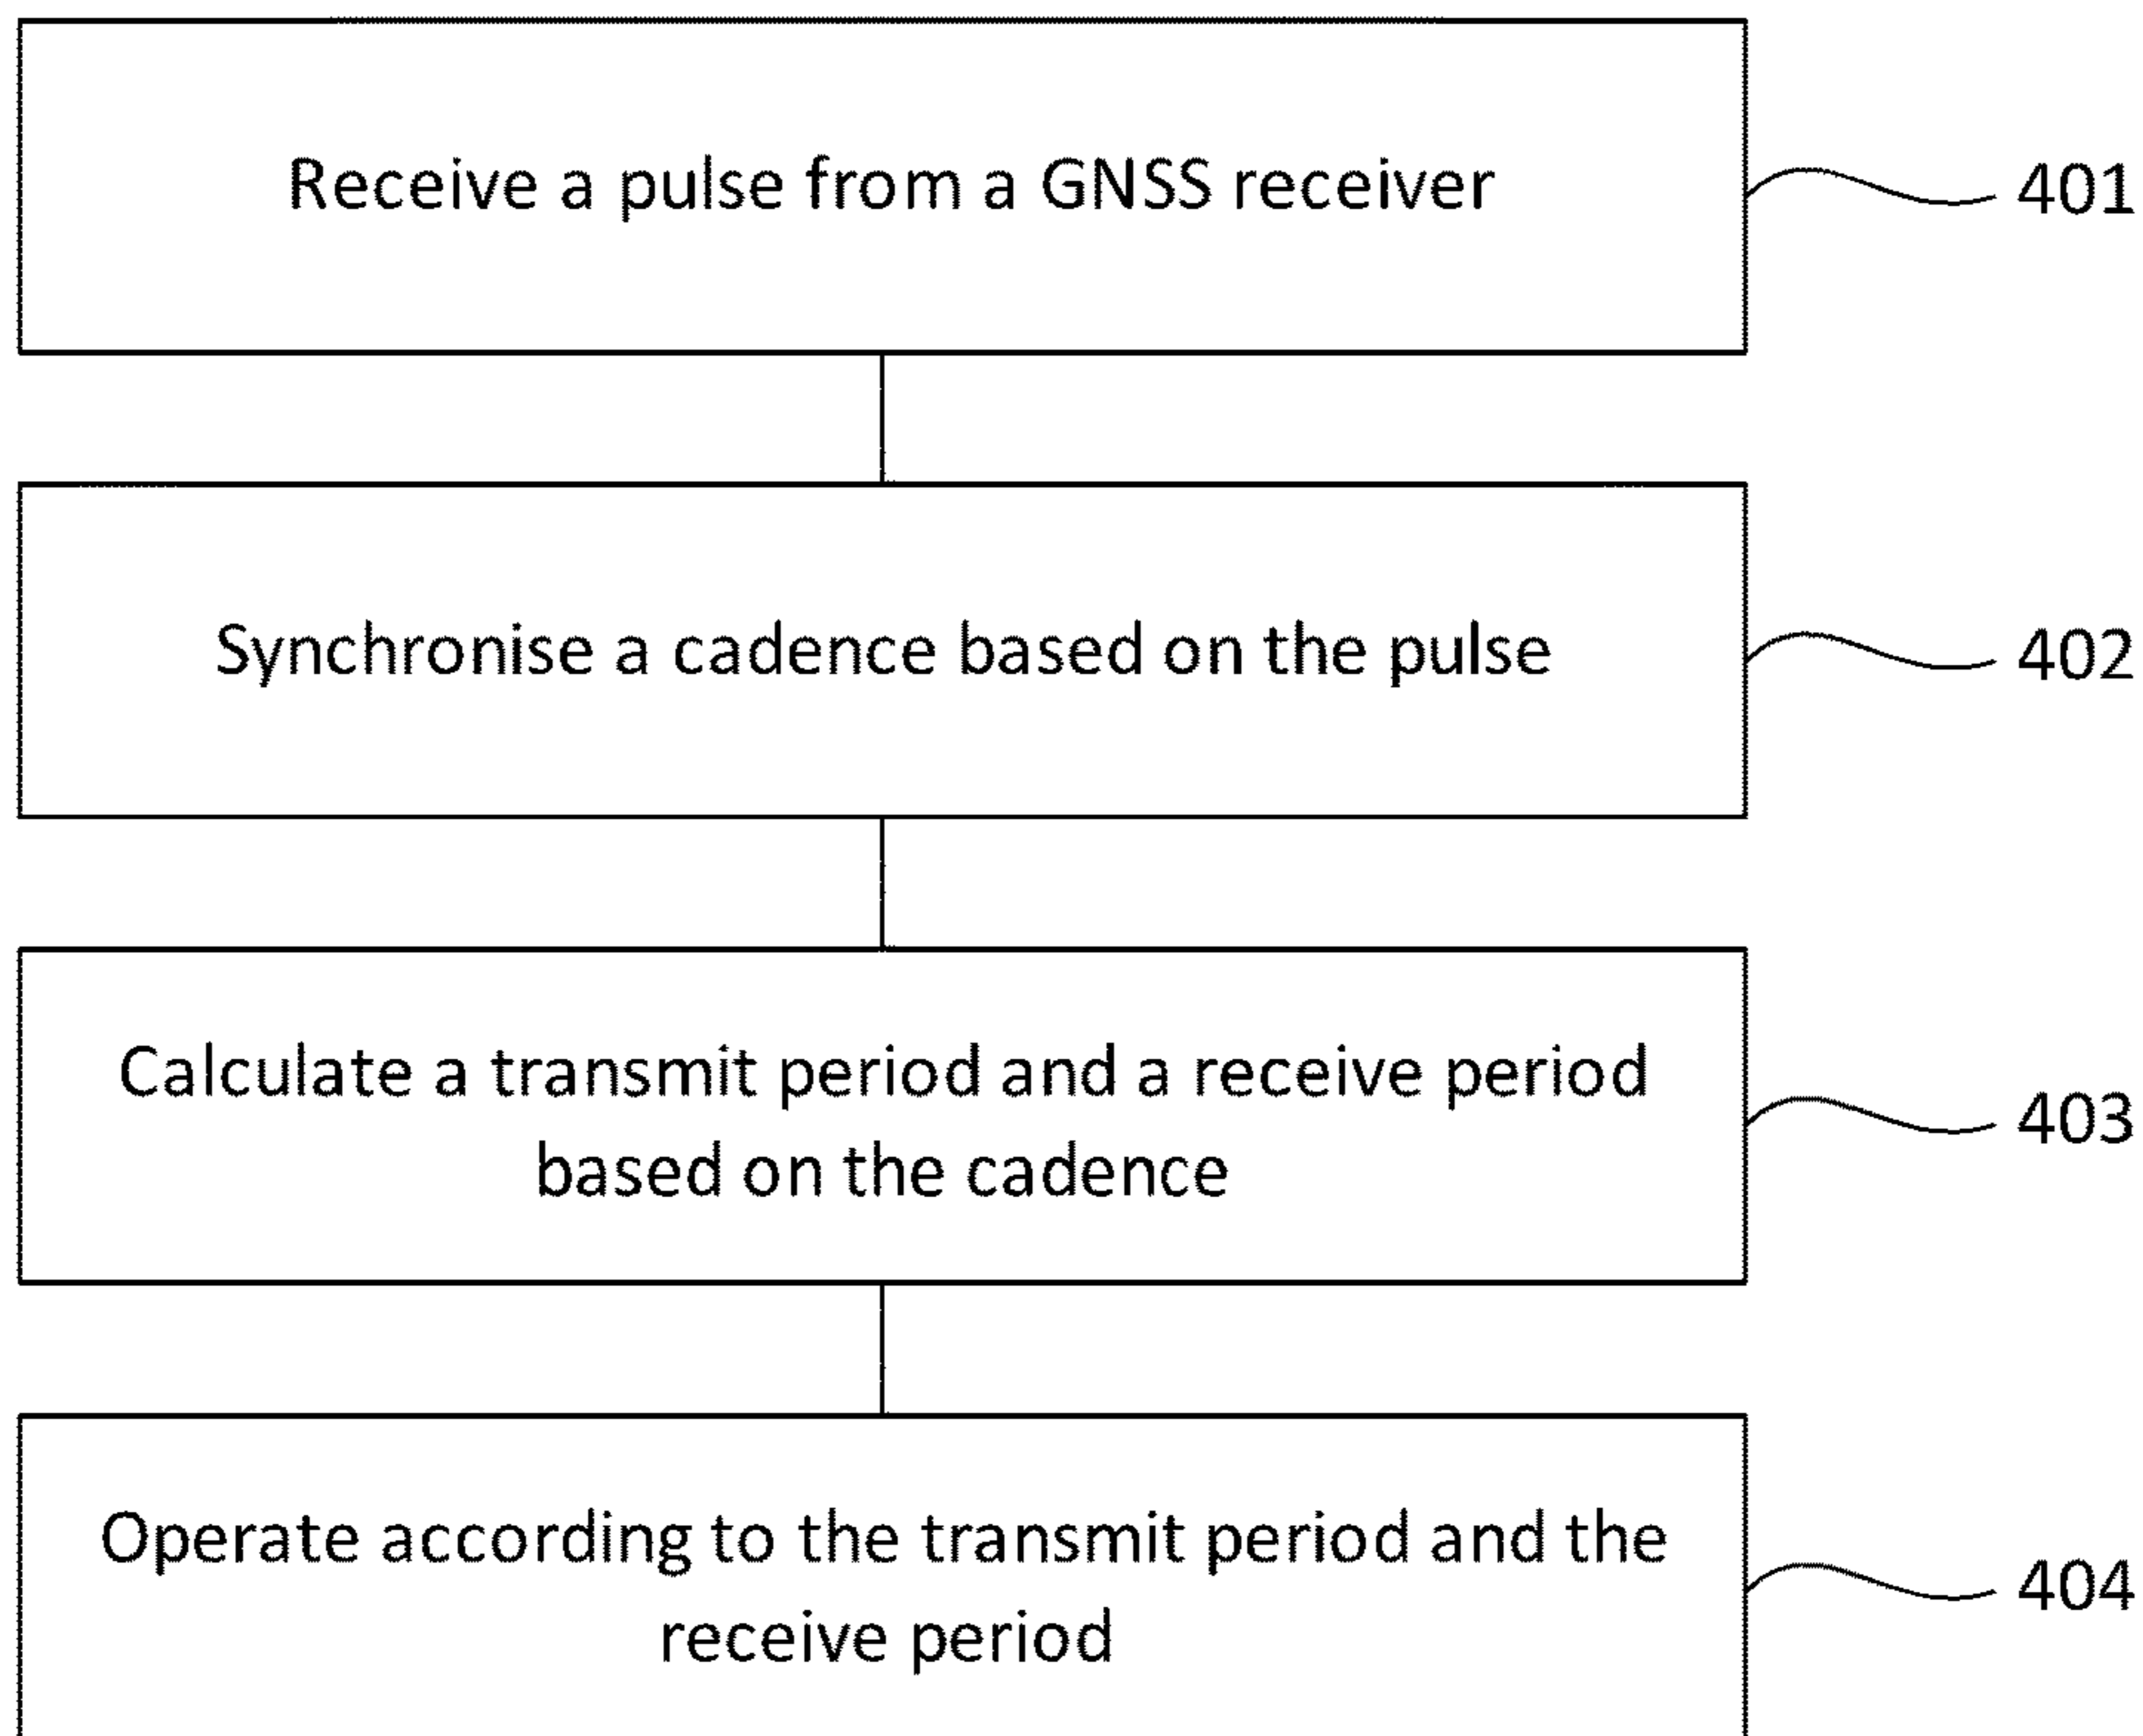 Receive a pulse from a GNSS receiver
401
Synchronise a cadence based on the pulse
402
Calculate a transmit period and a receive period
based on the cadence
403
Operate according to the transmit period and the
receive period
404